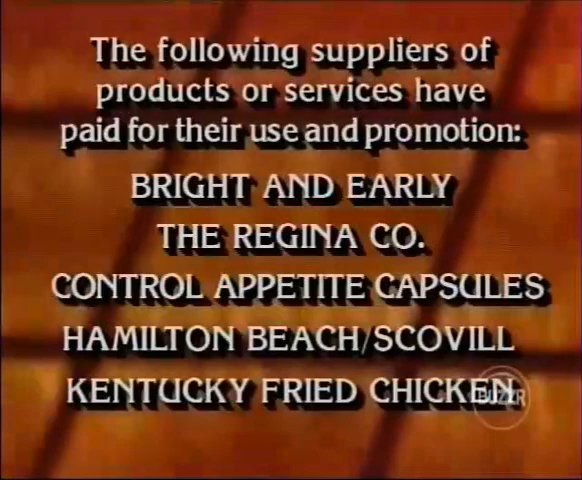 The following suppliers of
products or services have
paid for their use and promotion:
BRIGHT AND EARLY
THE REGINA CO.
CONTROL APPETITE CAPSULES
HAMILTON BEACH/SCOVILL
KENTUCKY FRIED CHICKEN
BUZZR